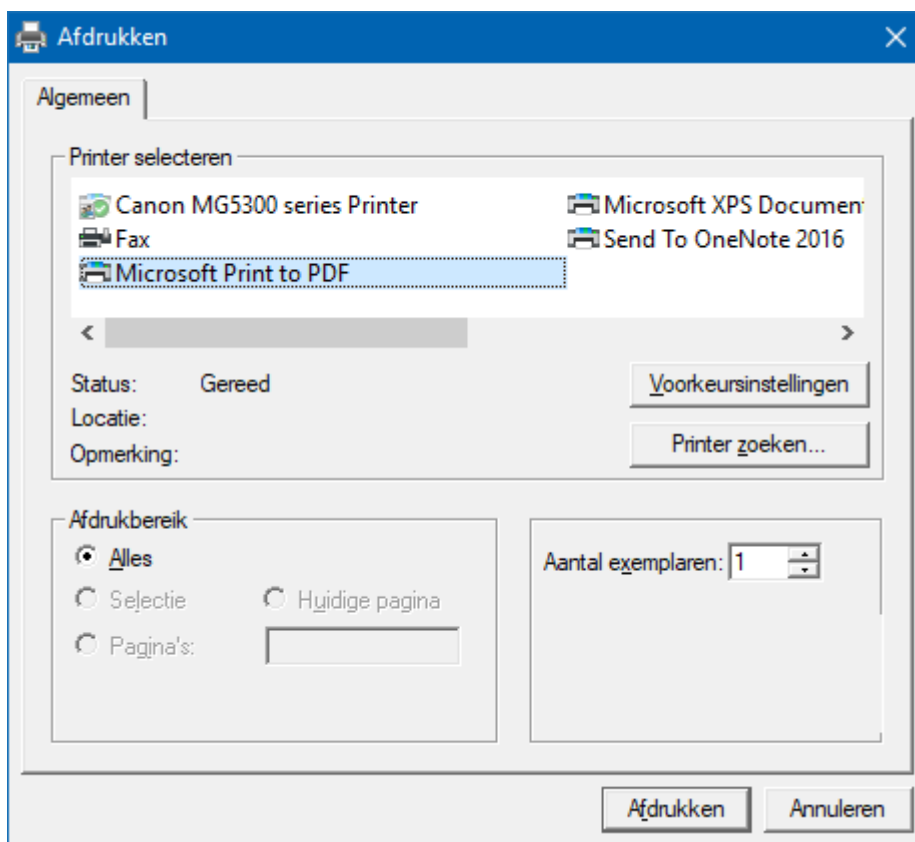 Afdrukken
Algemeen
Printer selecteren
Canon MG5300 series Printer
Microsoft XPS Documen
Fax
Send To OneNote 2016
Microsoft Print to PDF
Status: Gereed
Voorkeursinstellingen
Locatie:
Printer zoeken...
Opmerking:
Afdrukbereik
Alles
Selectie
Huidige pagina
Pagina's:
Aantal exemplaren: 1
Afdrukken
Annuleren